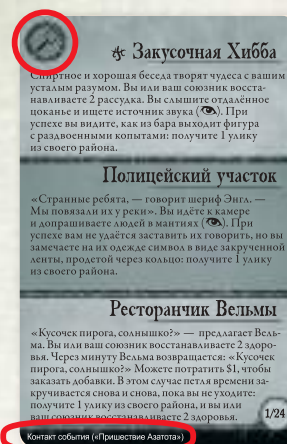 Закусочная Хибба
Спиртное и хорошая беседа творят чудеса с вашим
усталым разумом. Вы или ваш союзник восста-
навливаете 2 рассудка. Вы слышите отдалённое
цоканье и ищете источник звука (). При
успехе вы видите, как из бара выходит фигура
с раздвоенными копытами: получите 1 улику
из своего района.
Полицейский участок
«Странные ребята, — говорит шериф Энгл. —
Мы повязали их у реки». Вы идёте к камере
и допрашиваете людей в мантиях (). При
успехе вам не удаётся заставить их говорить, но вы
замечаете на их одежде символ в виде закрученной
ленты, продетой через кольцо: получите 1 улику
из своего района.
Ресторанчик Вельмы
«Кусочек пирога, солнышко?» — предлагает Вель-
ма. Вы или ваш союзник восстанавливаете 2 здоро-
вья. Через минуту Вельма возвращается: «Кусочек
пирога, солнышко?» Можете потратить $1, чтобы
заказать добавки. В этом случае петля времени за-
кручивается снова и снова, пока вы не уходите:
получите 1 улику из своего района, и вы или
ваш союзник восстанавливаете 2 здоровья.
1/24
Контакт события («Пришествие Азатота»)